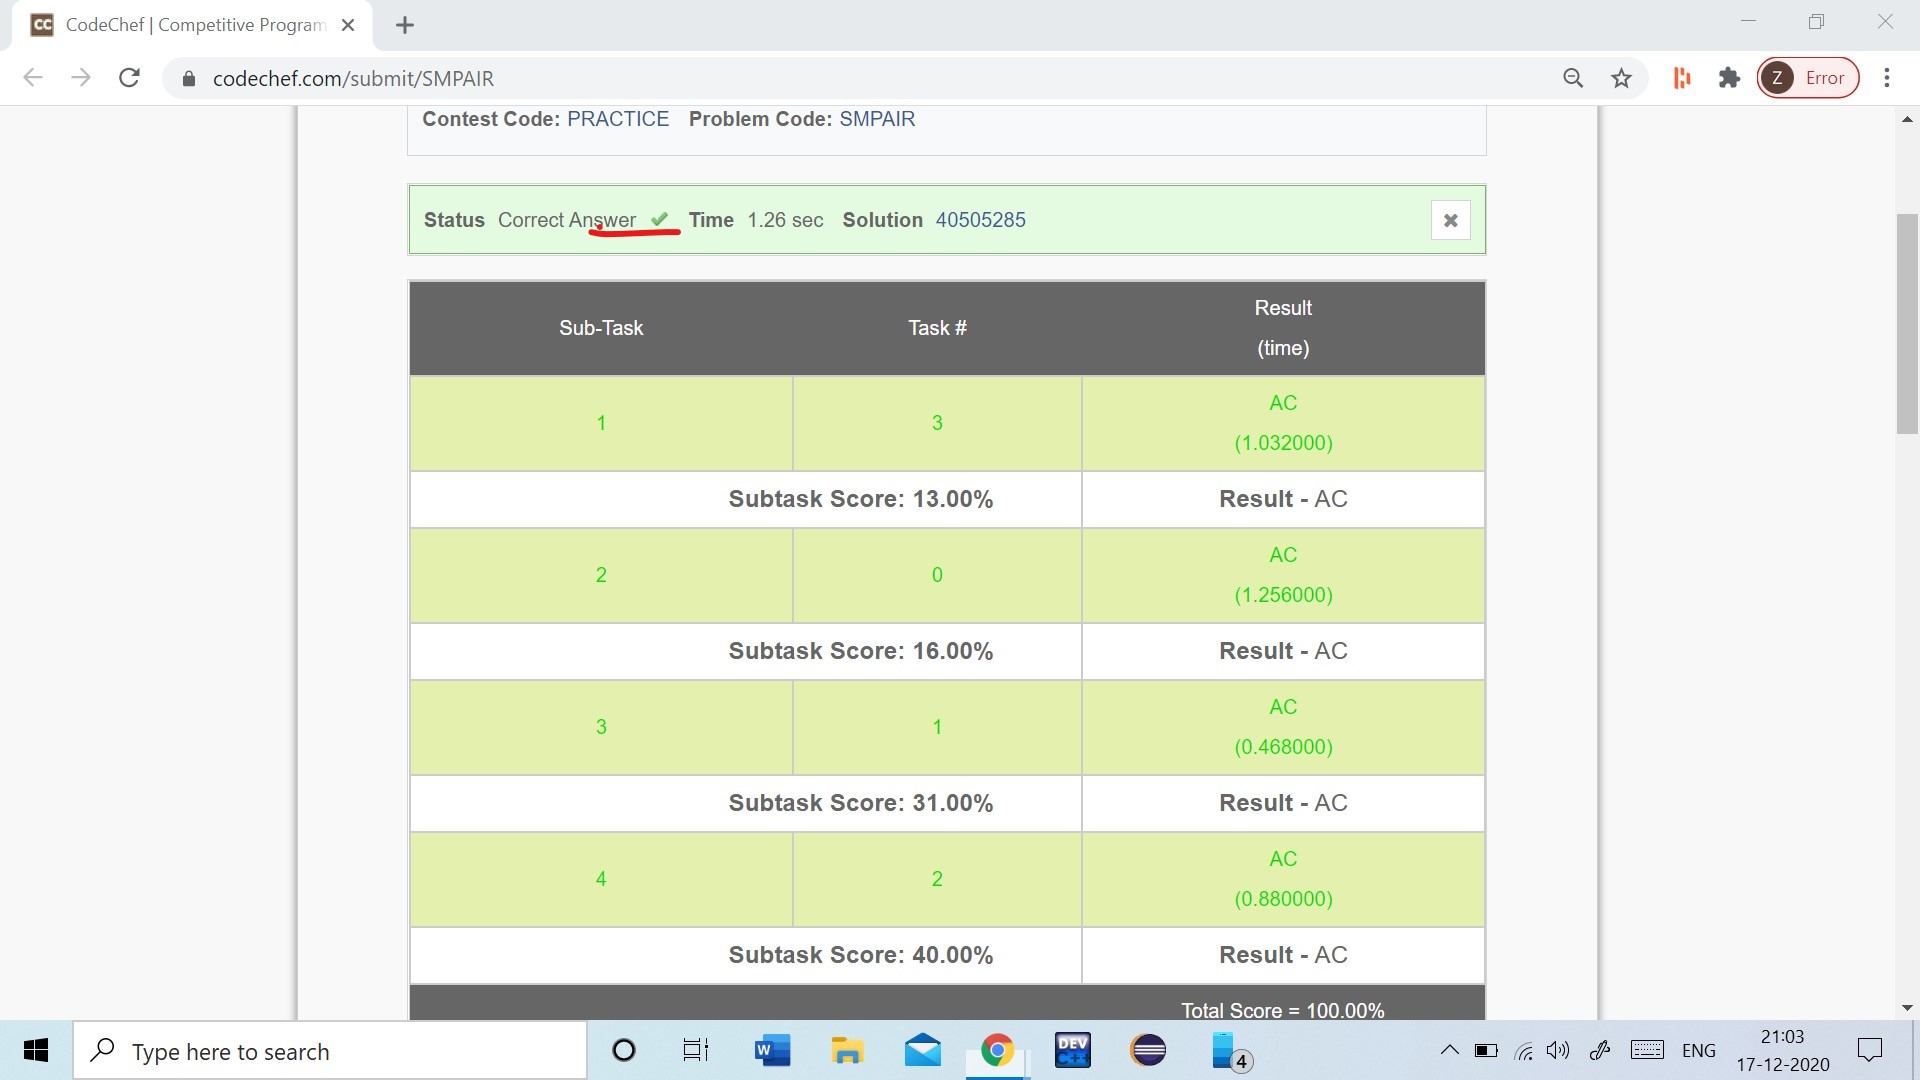 CC CodeChef | Competitive Program
codechef.com/submit/SMPAIR
Z Error
Contest Code: PRACTICE Problem Code: SMPAIR
Status Correct Answer ✔ Time 1.26 sec Solution 40505285
Sub-Task Task # Result
(time)
1 3 AC
(1.032000)
Subtask Score: 13.00% Result - AC
2 0 AC
(1.256000)
Subtask Score: 16.00% Result - AC
3 1 AC
(0.468000)
Subtask Score: 31.00% Result - AC
4 2 AC
(0.880000)
Subtask Score: 40.00% Result - AC
Total Score = 100.00%
Type here to search
W
DEV
C++
4
ENG
21:03
17-12-2020